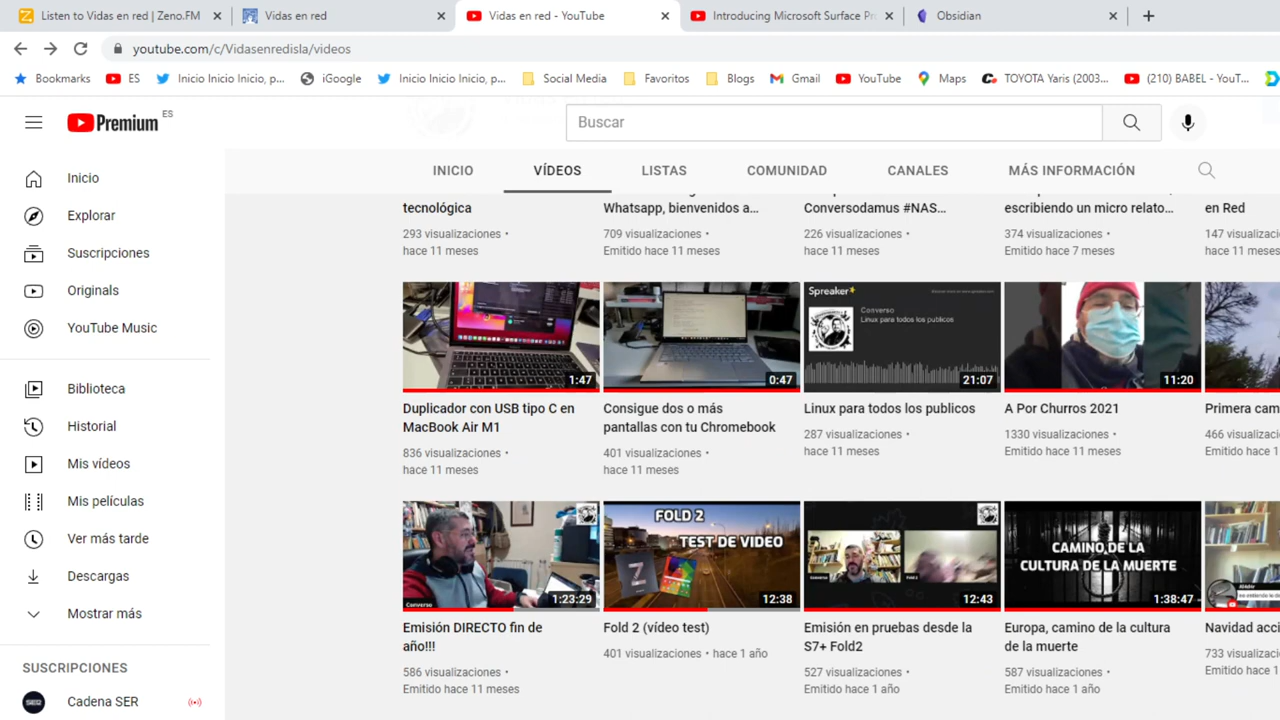 Listen to Vidas en red | Zeno.FM
Vidas en red
Vidas en red - YouTube
Introducing Microsoft Surface Pro
Obsidian
youtube.com/c/Vidasenredisla/videos
Bookmarks
ES
Inicio Inicio Inicio, p...
iGoogle
Inicio Inicio Inicio, p...
Social Media
Favoritos
Blogs
Gmail
YouTube
Maps
TOYOTA Yaris (2003...
(210) BABEL - YouT...
Premium ES
Buscar
INICIO
VÍDEOS
LISTAS
COMUNIDAD
CANALES
MÁS INFORMACIÓN
Inicio
Explorar
Suscripciones
Originals
YouTube Music
Biblioteca
Historial
Mis vídeos
Mis películas
Ver más tarde
Descargas
Mostrar más
SUSCRIPCIONES
SER
Cadena SER
tecnológica
293 visualizaciones •
hace 11 meses
Whatsapp, bienvenidos a...
709 visualizaciones •
Emitido hace 11 meses
Conversodamus #NAS...
226 visualizaciones •
hace 11 meses
escribiendo un micro relato...
374 visualizaciones •
Emitido hace 7 meses
en Red
147 visualiz
hace 11 me
1:47
Duplicador con USB tipo C en
MacBook Air M1
836 visualizaciones •
hace 11 meses
0:47
Consigue dos o más
pantallas con tu Chromebook
401 visualizaciones •
hace 11 meses
Spreaker
Converso
Linux para todos los publicos
21:07
Linux para todos los publicos
287 visualizaciones •
hace 11 meses
11:20
A Por Churros 2021
1330 visualizaciones •
Emitido hace 11 meses
Primera cam
466 visualiz
Emitido hace 1
Converso
1:23:29
Emisión DIRECTO fin de
año!!!
586 visualizaciones •
Emitido hace 11 meses
FOLD 2
TEST DE VIDEO
Z
12:38
Fold 2 (vídeo test)
401 visualizaciones • hace 1 año
12:43
Emisión en pruebas desde la
S7+ Fold2
527 visualizaciones •
Emitido hace 1 año
CAMINO DE LA
CULTURA DE LA MUERTE
1:38:47
Europa, camino de la cultura
de la muerte
587 visualizaciones •
Emitido hace 1 año
Navidad acci
733 visualiz
Emitido hace 1